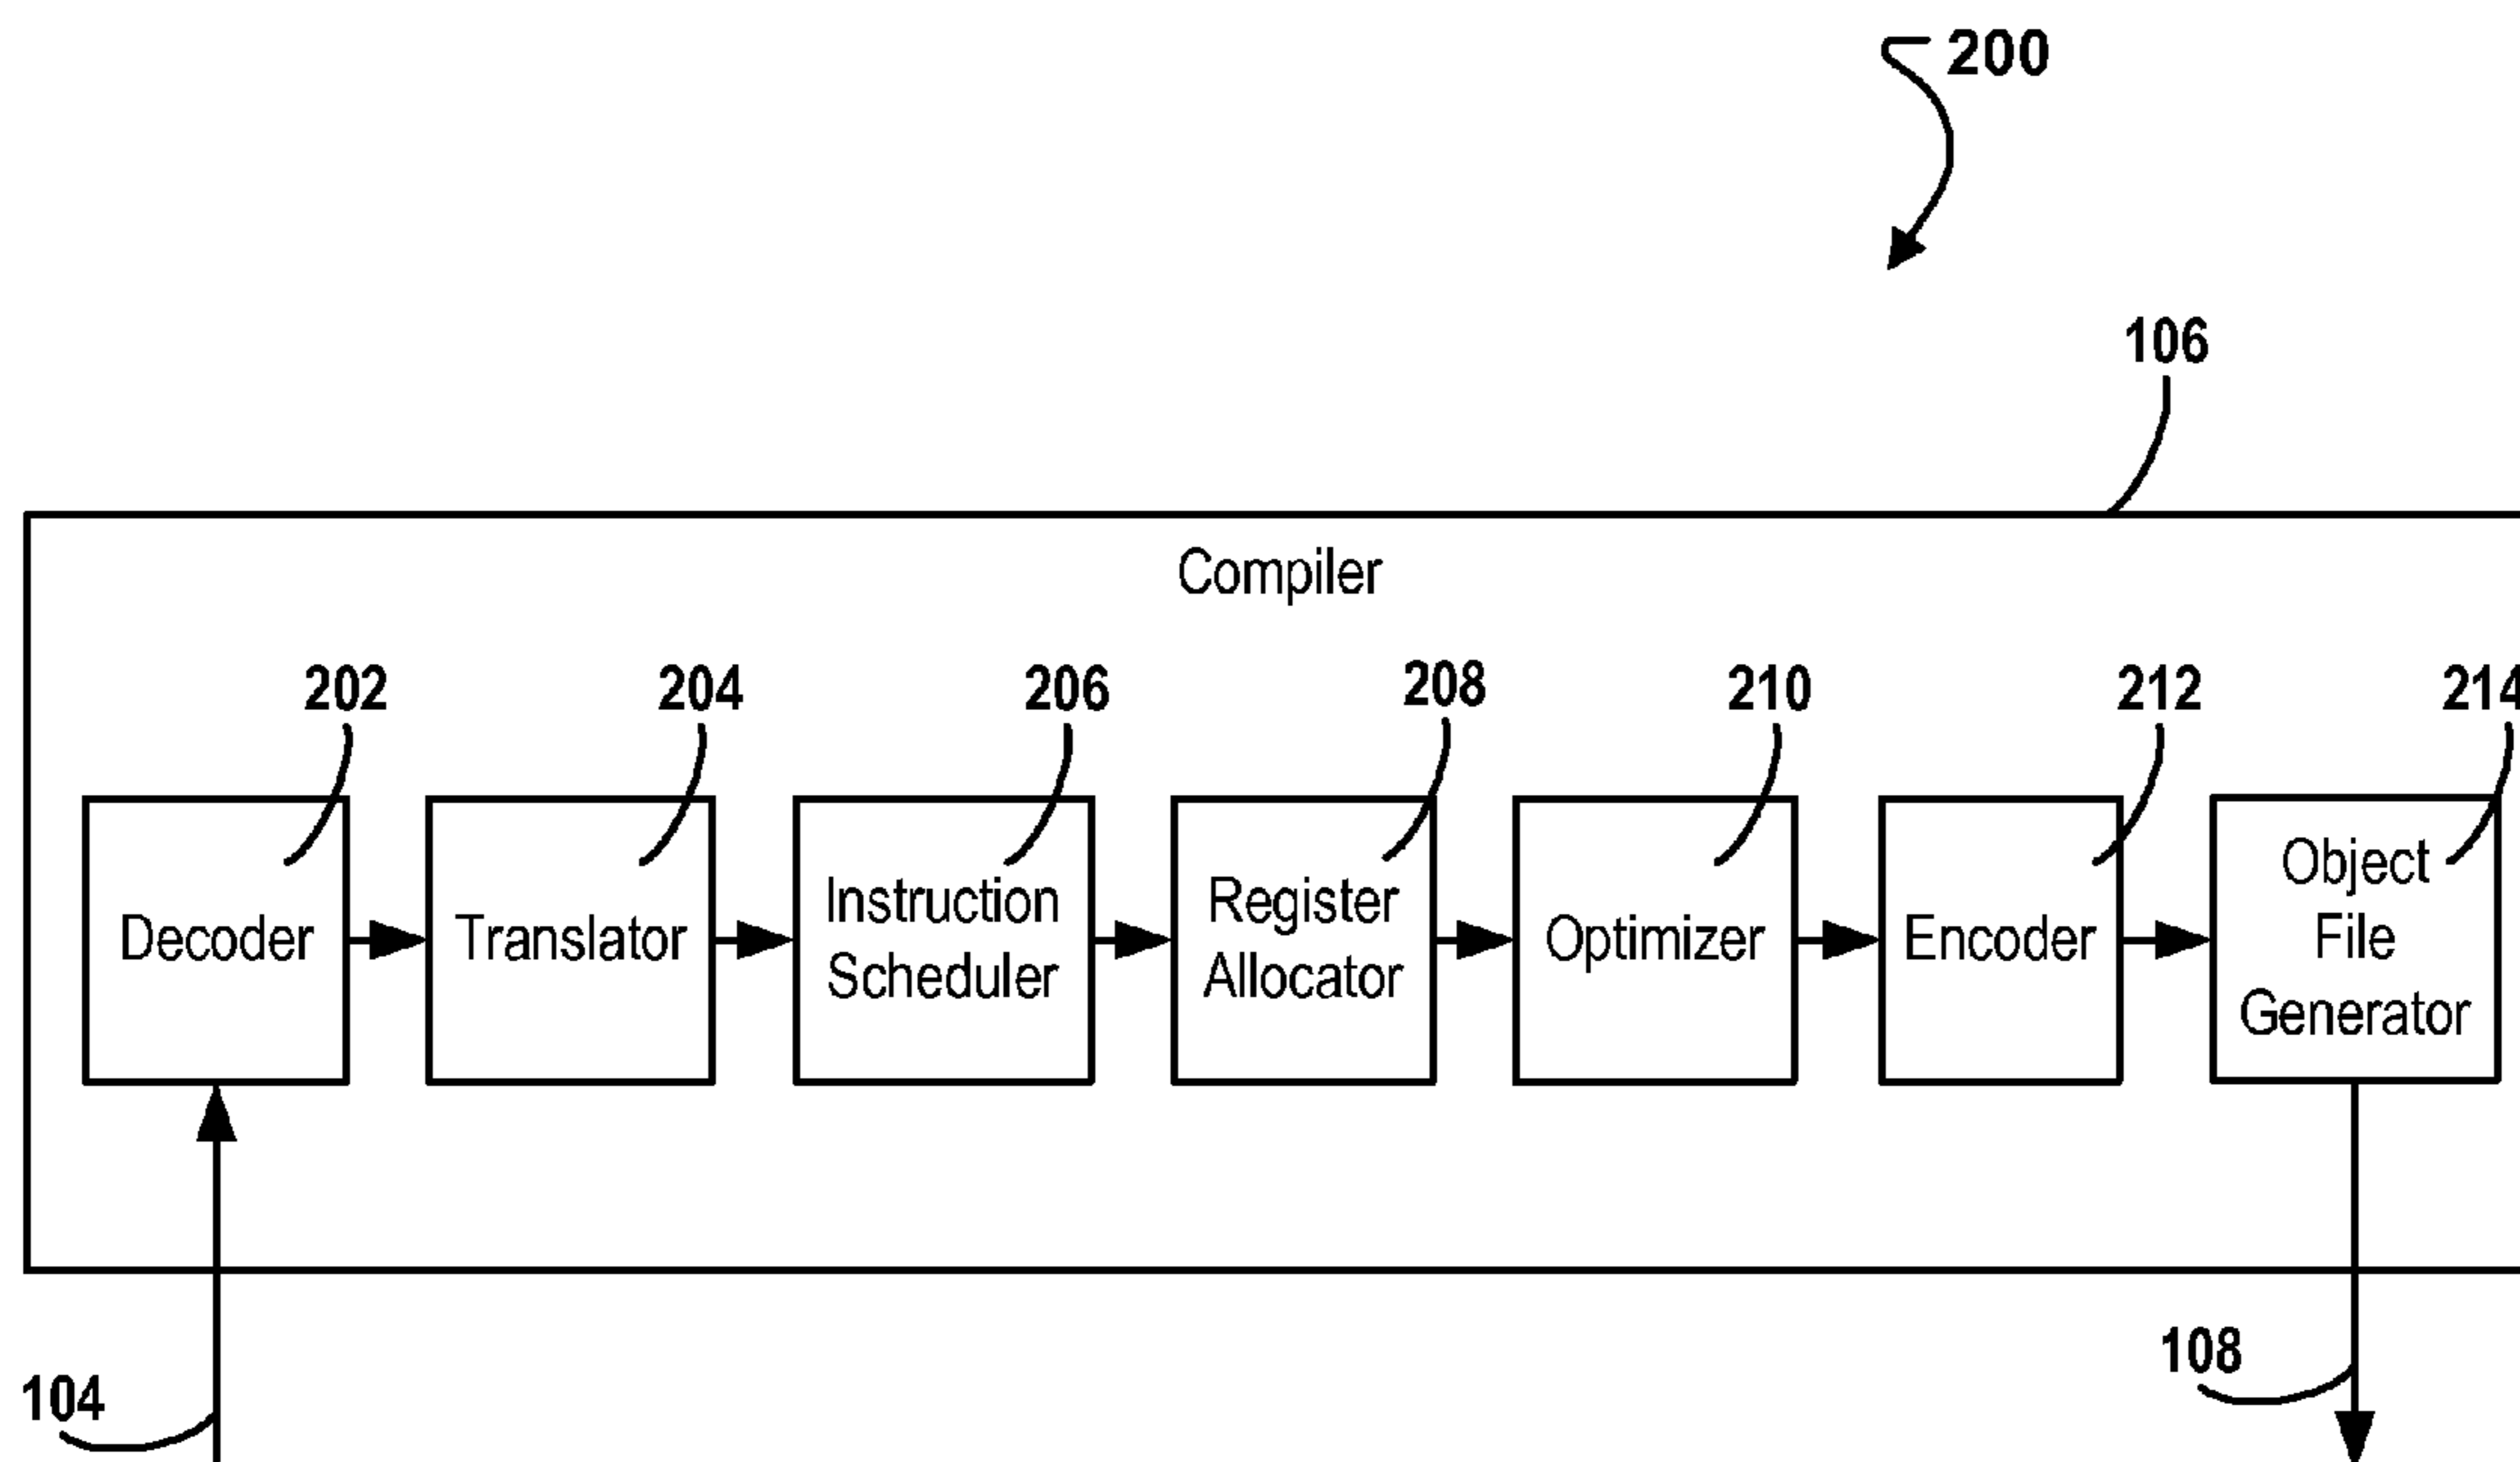 200
106
Compiler
202
204
206
208
210
212
214
Decoder
Translator
Instruction
Scheduler
Register
Allocator
Optimizer
Encoder
Object
File
Generator
104
108